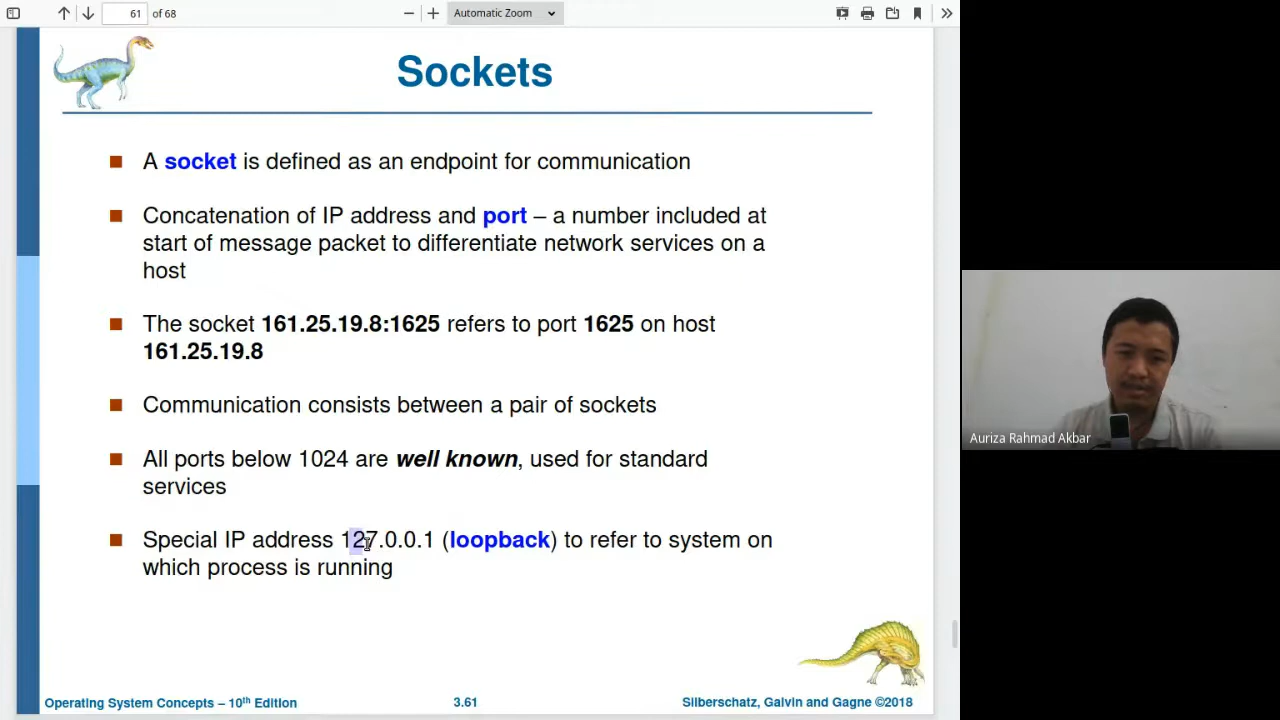 61 of 68
Automatic Zoom
Sockets
A socket is defined as an endpoint for communication
Concatenation of IP address and port – a number included at
start of message packet to differentiate network services on a
host
The socket 161.25.19.8:1625 refers to port 1625 on host
161.25.19.8
Communication consists between a pair of sockets
All ports below 1024 are well known, used for standard
services
Special IP address 127.0.0.1 (loopback) to refer to system on
which process is running
Operating System Concepts – 10th Edition
3.61
Silberschatz, Galvin and Gagne ©2018
Auriza Rahmad Akbar